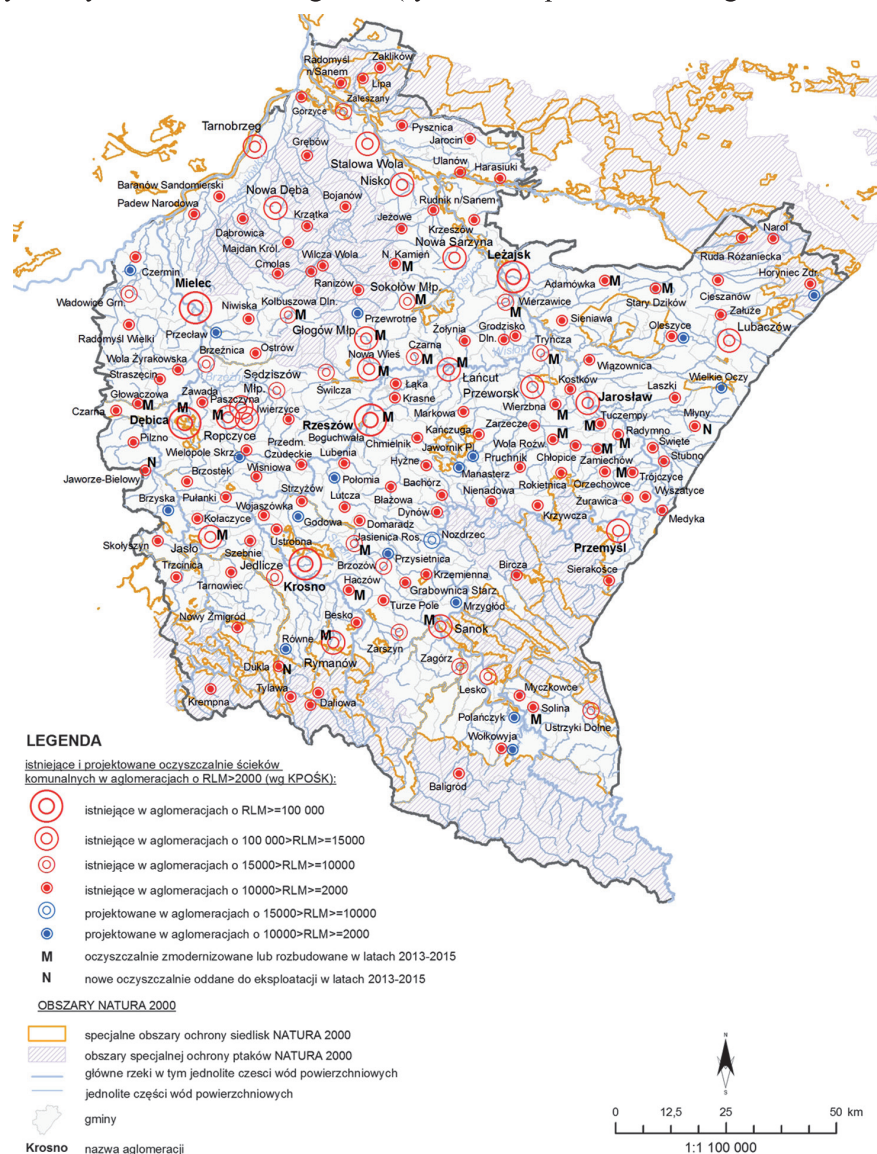 Zaklików
Radomyśl
n/Sanem
Lipa
Zaleszany
Gorzyce
Pysznica
Tarnobrzeg
Grębów
Jarocin
Stalowa Wola
Ulanów
Harasiuki
Nisko
Baranów Sandomierski
Nowa Dęba
Bojanów
Rudnik n/Sanem
Padew Narodowa
Krzątka
Jeżowe
Krzeszów
Narol
Dąbrowica
Nowa Sarzyna
Majdan Król.
Ruda Różaniecka
Leżajsk
Wilcza Wola
N. Kamień
M
Horyniec Zdr.
Czermin
Cmolas
Adamówka
M
Cieszanów
Mielec
Ranizów
Sokołów Młp.
M
Stary Dzików
M
Wadowice Grn.
Kolbuszowa Dln.
M
Wierzawice
M
Załuże
Niwiska
Przewrotne
Sieniawa
Oleszyce
Przecław
Głogów Młp.
M
Żołynia
Grodzisko
Dln.
Lubaczów
Radomyśl Wielki
Ostrów
Czarna
M
Tryńcza
M
Wola Żyrakowska
Brzeźnica
Nowa Wieś
M
Wiązownica
Straszęcin
Sędziszów
Młp.
Świlcza
Łąka
M
Łańcut
Kostków
Laszki
Wielkie Oczy
Głowaczowa
M
Zawada
Paszczyna
Krasne
Przeworsk
Jarosław
Czarna
M
M
Iwierzyce
Rzeszów
M
Markowa
Wierzbna
M
Tuczempy
Młyny
N
Dębica
Ropczyce
Kańczuga
Zarzecze
M
Radymno
Pilzno
Przedm.
Czudeckie
Boguchwała
Lubenia
Chmielnik
Jawornik Pl.
Wola Roźw.
M
M
Święte
Wielopole Skrz.
N
Hyżne
Pruchnik
Chłopice
Zamiechów
Stubno
Jaworze-Bielowy
Brzostek
Wiśniowa
Połomia
Manasterz
Orzechowce
M
Trójczyce
Bachórz
Rokietnica
Brzyska
Pułanki
Strzyżów
Lutcza
Błażowa
Nienadowa
Żurawica
Wyszatyce
Wojaszówka
Kołaczyce
Godowa
Domaradz
Dynów
Krzywcza
Medyka
Skołyszyn
Jasło
M
Ustrobna
Jasienica Ros.
Nozdrzec
Szebnie
M
Przysietnica
Przemyśl
Trzcinica
Jedlicze
Brzozów
Krzemienna
Bircza
Tarnowiec
Krosno
Haczów
M
Grabownica Starz.
Sierakośce
Turze Pole
Mrzygłód
Nowy Żmigród
Besko
M
Równe
M
Sanok
Zarszyn
Rymanów
Zagórz
Dukla
N
Lesko
Myczkowce
Krempna
Tylawa
Daliowa
Polańczyk
Solina
M
Ustrzyki Dolne
Wołkowyja
Baligród
LEGENDA
istniejące i projektowane oczyszczalnie ścieków
komunalnych w aglomeracjach o RLM>2000 (wg KPOŚK):
istniejące w aglomeracjach o RLM>=100 000
istniejące w aglomeracjach o 100 000>RLM>=15000
istniejące w aglomeracjach o 15000>RLM>=10000
istniejące w aglomeracjach o 10000>RLM>=2000
projektowane w aglomeracjach o 15000>RLM>=10000
projektowane w aglomeracjach o 10000>RLM>=2000
M oczyszczalnie zmodernizowane lub rozbudowane w latach 2013-2015
N nowe oczyszczalnie oddane do eksploatacji w latach 2013-2015
OBSZARY NATURA 2000
specjalne obszary ochrony siedlisk NATURA 2000
obszary specjalnej ochrony ptaków NATURA 2000
główne rzeki w tym jednolite czesci wód powierzchniowych
jednolite części wód powierzchniowych
gminy
Krosno nazwa aglomeracji
N
S
0 12,5 25 50 km
1:1 100 000